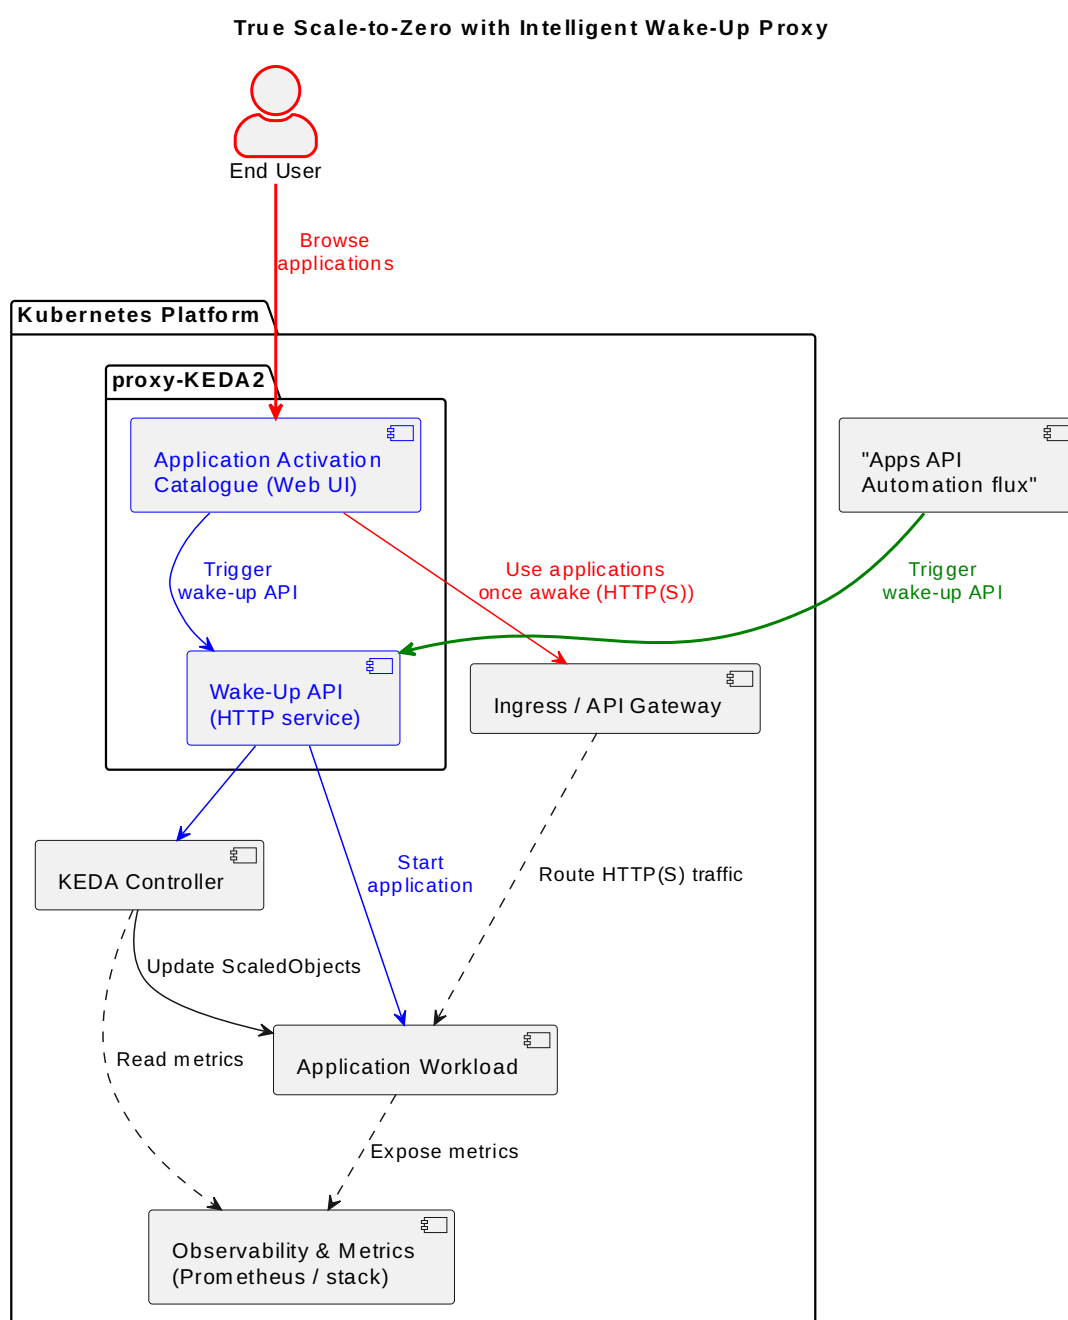 True Scale-to-Zero with Intelligent Wake-Up Proxy
End User
Browse
applications
Kubernetes Platform
proxy-KEDA2
Application Activation
Catalogue (Web UI)
"Apps API
Automation flux"
Trigger
wake-up API
Use applications
once awake (HTTP(S))
Trigger
wake-up API
Wake-Up API
(HTTP service)
Ingress / API Gateway
KEDA Controller
Start
application
Route HTTP(S) traffic
Update ScaledObjects
Read metrics
Application Workload
Expose metrics
Observability & Metrics
(Prometheus / stack)